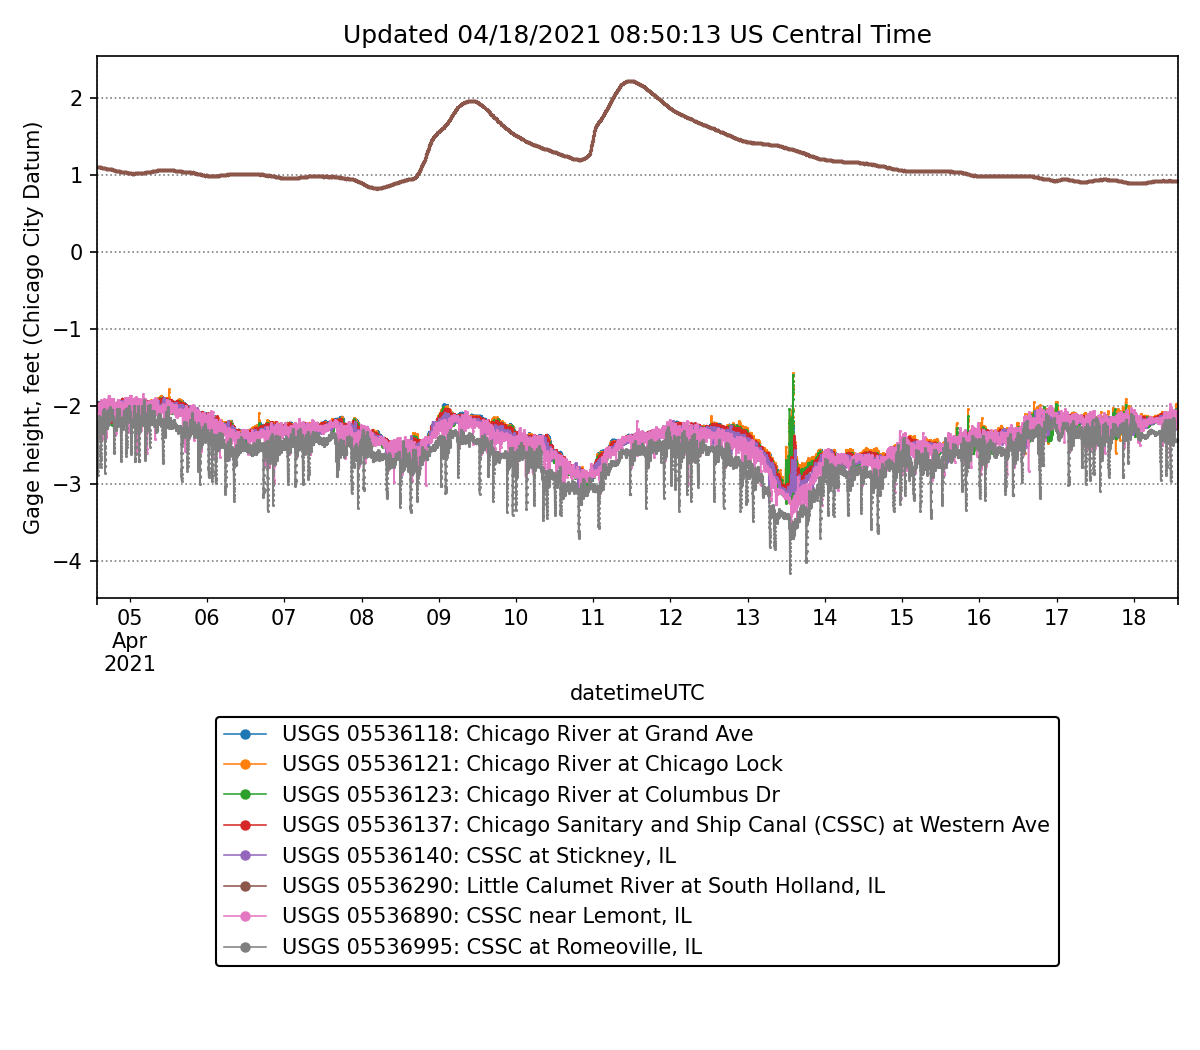 Updated 04/18/2021 08:50:13 US Central Time
Gage height, feet (Chicago City Datum)
2
1
0
−1
−2
−3
−4
05 06 07 08 09 10 11 12 13 14 15 16 17 18
Apr
2021
datetimeUTC
USGS 05536118: Chicago River at Grand Ave
USGS 05536121: Chicago River at Chicago Lock
USGS 05536123: Chicago River at Columbus Dr
USGS 05536137: Chicago Sanitary and Ship Canal (CSSC) at Western Ave
USGS 05536140: CSSC at Stickney, IL
USGS 05536290: Little Calumet River at South Holland, IL
USGS 05536890: CSSC near Lemont, IL
USGS 05536995: CSSC at Romeoville, IL